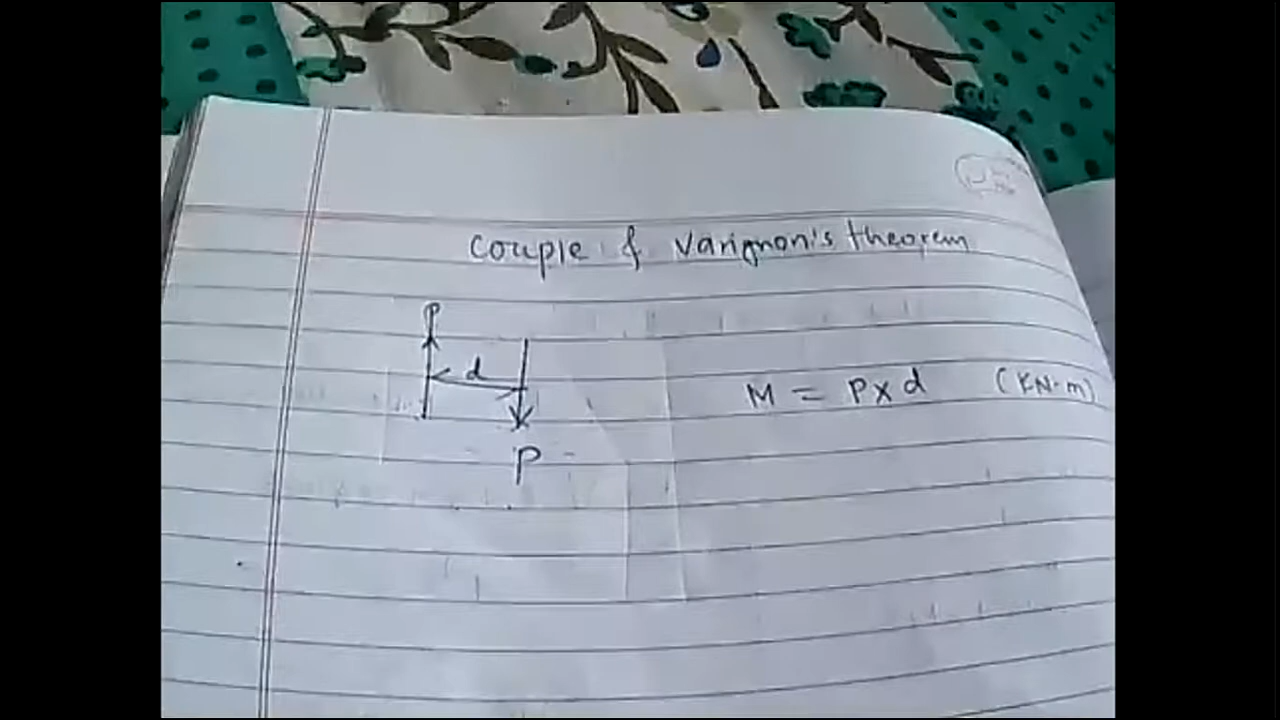 couple & Varignon's theorem
P
d
M = P x d (KN-m)
P